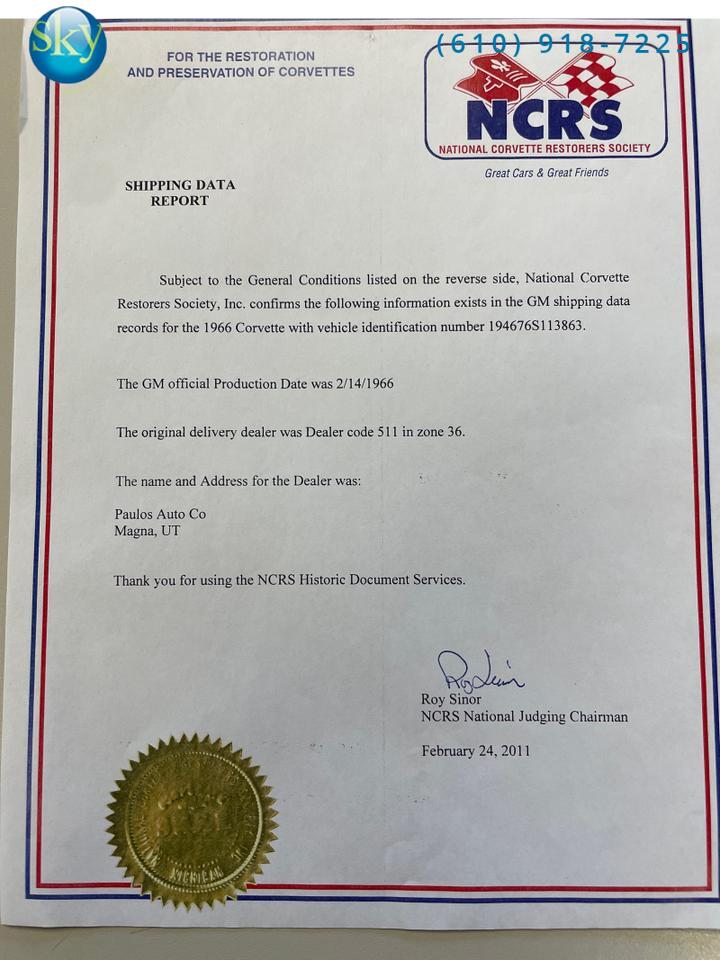 sky
(610) 918-7225
FOR THE RESTORATION
AND PRESERVATION OF CORVETTES
NCRS
NATIONAL CORVETTE RESTORERS SOCIETY
Great Cars & Great Friends
SHIPPING DATA
REPORT
Subject to the General Conditions listed on the reverse side, National Corvette
Restorers Society, Inc. confirms the following information exists in the GM shipping data
records for the 1966 Corvette with vehicle identification number 194676S113863.
The GM official Production Date was 2/14/1966
The original delivery dealer was Dealer code 511 in zone 36.
The name and Address for the Dealer was:
Paulos Auto Co
Magna, UT
Thank you for using the NCRS Historic Document Services.
Roy Sinor
NCRS National Judging Chairman
February 24, 2011
MICHIGAN